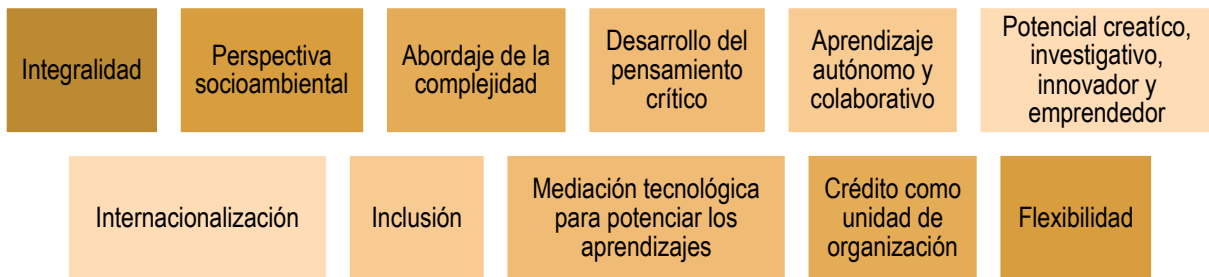 Integralidad
Perspectiva
socioambiental
Abordaje de la
complejidad
Desarrollo del
pensamiento
crítico
Aprendizaje
autónomo y
colaborativo
Potencial creatíco,
investigativo,
innovador y
emprendedor
Internacionalización
Inclusión
Mediación tecnológica
para potenciar los
aprendizajes
Crédito como
unidad de
organización
Flexibilidad